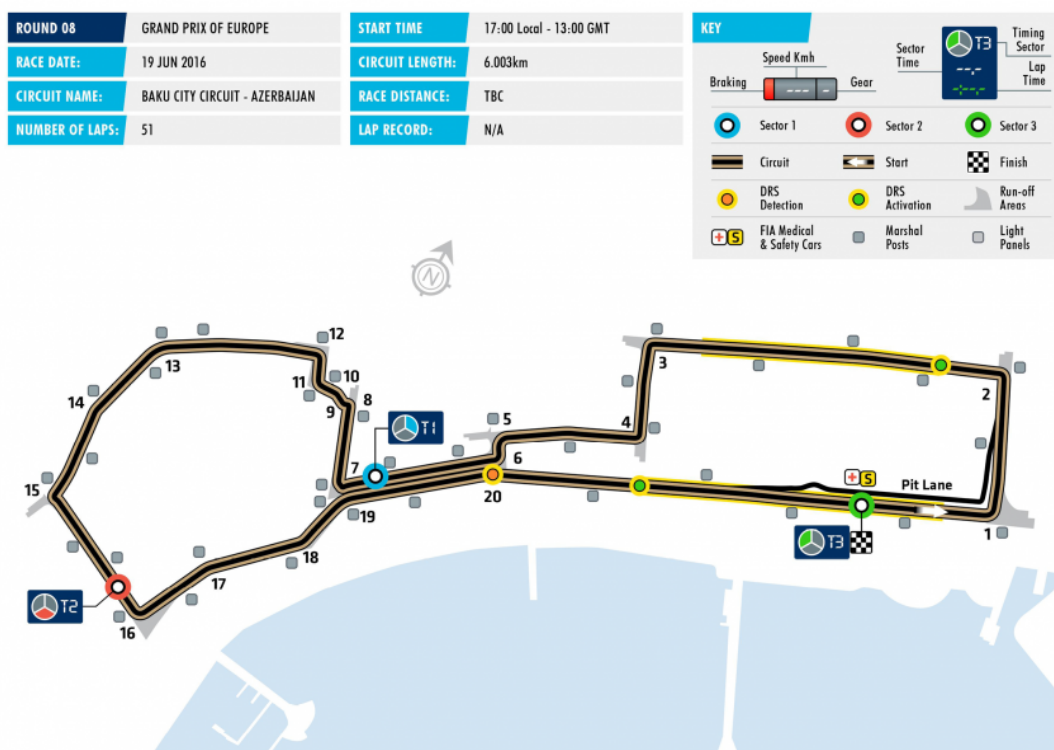 ROUND 08 GRAND PRIX OF EUROPE
RACE DATE: 19 JUN 2016
CIRCUIT NAME: BAKU CITY CIRCUIT - AZERBAIJAN
NUMBER OF LAPS: 51
START TIME 17:00 Local - 13:00 GMT
CIRCUIT LENGTH: 6.003km
RACE DISTANCE: TBC
LAP RECORD: N/A
KEY
Speed Kmh
Braking --- - Gear
Sector
Time
T3
--.-
-:--.-
Timing
Sector
Lap
Time
Sector 1
Sector 2
Sector 3
Circuit
Start
Finish
DRS
Detection
DRS
Activation
Run-off
Areas
S
FIA Medical
& Safety Cars
Marshal
Posts
Light
Panels
N
12
13
3
11
10
2
14
9
8
5
4
T1
6
7
15
20
S
Pit Lane
19
1
T3
18
17
T2
16